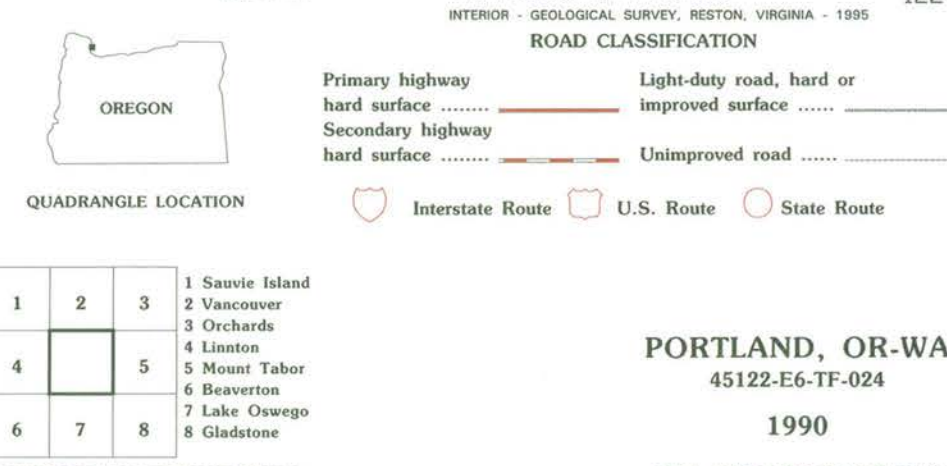 INTERIOR - GEOLOGICAL SURVEY, RESTON, VIRGINIA - 1995
ROAD CLASSIFICATION
Primary highway
hard surface ........
Light-duty road, hard or
improved surface ......
Secondary highway
hard surface ........
Unimproved road ......
Interstate Route
U.S. Route
State Route
OREGON
QUADRANGLE LOCATION
1 2 3
4 5
6 7 8
1 Sauvie Island
2 Vancouver
3 Orchards
4 Linnton
5 Mount Tabor
6 Beaverton
7 Lake Oswego
8 Gladstone
PORTLAND, OR-WA
45122-E6-TF-024
1990